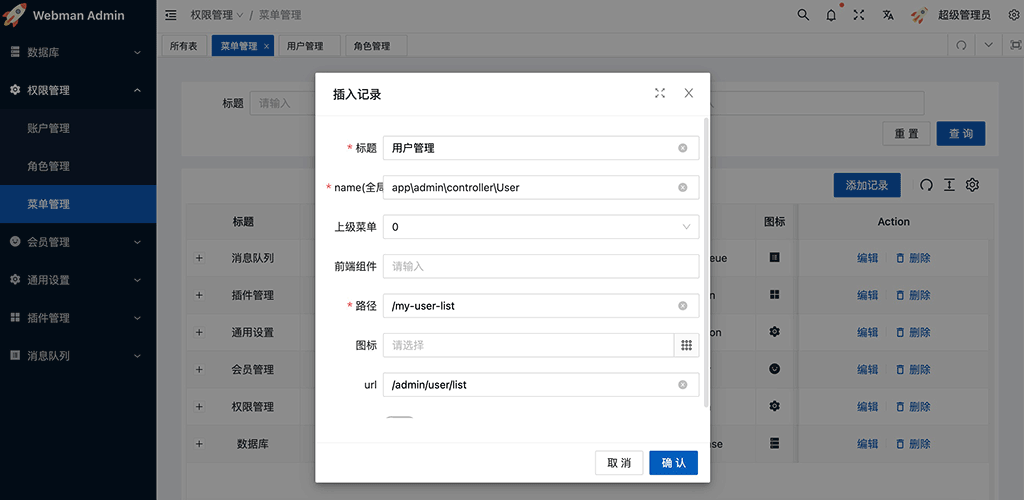 Webman Admin
权限管理 / 菜单管理
超级管理员
所有表
菜单管理 ×
用户管理
角色管理
数据库
权限管理
账户管理
角色管理
菜单管理
会员管理
通用设置
插件管理
消息队列
标题
请输入
重 置
查 询
添加记录
标题
图标
Action
消息队列
eue
编辑
删除
插件管理
编辑
删除
通用设置
on
编辑
删除
会员管理
编辑
删除
权限管理
编辑
删除
数据库
ase
编辑
删除
插入记录
* 标题
用户管理
* name(全局
app\admin\controller\User
上级菜单
0
前端组件
请输入
* 路径
/my-user-list
图标
请选择
url
/admin/user/list
取 消
确 认